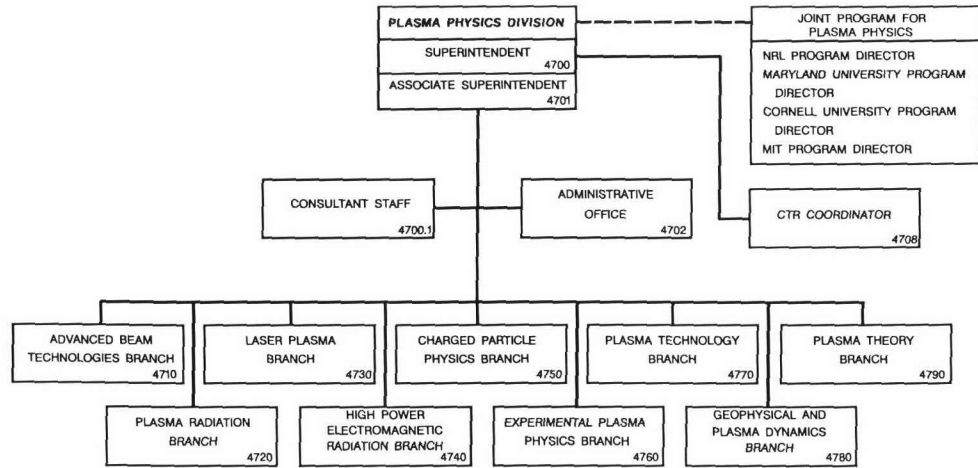 PLASMA PHYSICS DIVISION
SUPERINTENDENT
4700
ASSOCIATE SUPERINTENDENT
4701
JOINT PROGRAM FOR
PLASMA PHYSICS
NRL PROGRAM DIRECTOR
MARYLAND UNIVERSITY PROGRAM
DIRECTOR
CORNELL UNIVERSITY PROGRAM
DIRECTOR
MIT PROGRAM DIRECTOR
CONSULTANT STAFF
4700.1
ADMINISTRATIVE
OFFICE
4702
CTR COORDINATOR
4708
ADVANCED BEAM
TECHNOLOGIES BRANCH
4710
LASER PLASMA
BRANCH
4730
CHARGED PARTICLE
PHYSICS BRANCH
4750
PLASMA TECHNOLOGY
BRANCH
4770
PLASMA THEORY
BRANCH
4790
PLASMA RADIATION
BRANCH
4720
HIGH POWER
ELECTROMAGNETIC
RADIATION BRANCH
4740
EXPERIMENTAL PLASMA
PHYSICS BRANCH
4760
GEOPHYSICAL AND
PLASMA DYNAMICS
BRANCH
4780